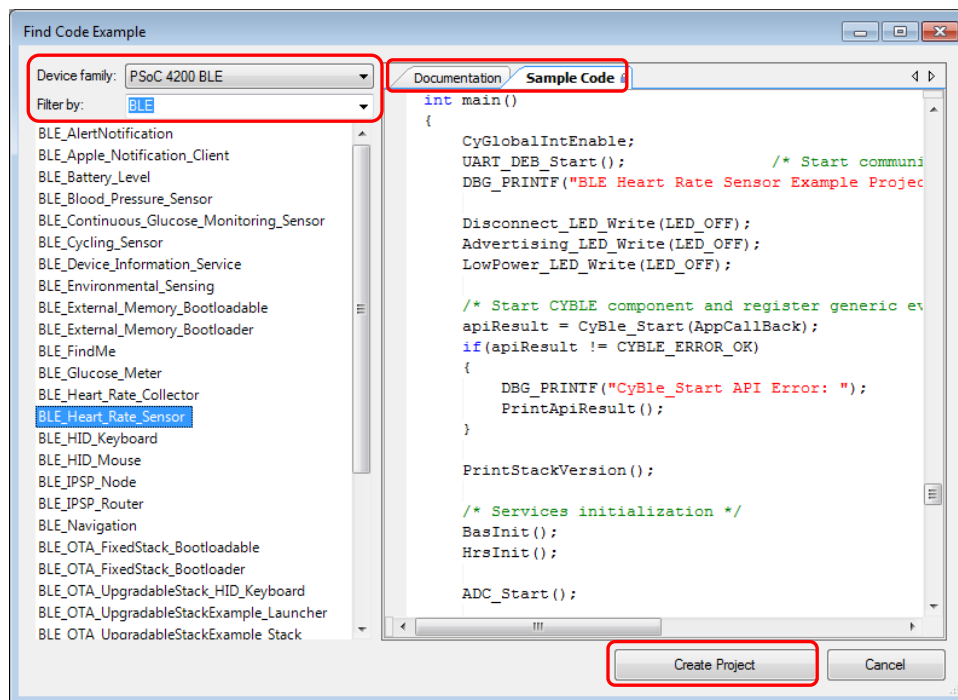 Find Code Example
Device family: PSoC 4200 BLE
Filter by: BLE
BLE_AlertNotification
BLE_Apple_Notification_Client
BLE_Battery_Level
BLE_Blood_Pressure_Sensor
BLE_Continuous_Glucose_Monitoring_Sensor
BLE_Cycling_Sensor
BLE_Device_Information_Service
BLE_Environmental_Sensing
BLE_External_Memory_Bootloadable
BLE_External_Memory_Bootloader
BLE_FindMe
BLE_Glucose_Meter
BLE_Heart_Rate_Collector
BLE_Heart_Rate_Sensor
BLE_HID_Keyboard
BLE_HID_Mouse
BLE_IPSP_Node
BLE_IPSP_Router
BLE_Navigation
BLE_OTA_FixedStack_Bootloadable
BLE_OTA_FixedStack_Bootloader
BLE_OTA_UpgradableStack_HID_Keyboard
BLE_OTA_UpgradableStackExample_Launcher
BLE_OTA_UpgradableStackExample_Stack
Documentation Sample Code
int main()
{
CyGlobalIntEnable;
UART_DEB_Start(); /* Start communi
DBG_PRINTF("BLE Heart Rate Sensor Example Projec
Disconnect_LED_Write(LED_OFF);
Advertising_LED_Write(LED_OFF);
LowPower_LED_Write(LED_OFF);
/* Start CYBLE component and register generic ev
apiResult = CyBle_Start(AppCallBack);
if(apiResult != CYBLE_ERROR_OK)
{
DBG_PRINTF("CyBle_Start API Error: ");
PrintApiResult();
}
PrintStackVersion();
/* Services initialization */
BasInit();
HrsInit();
ADC_Start();
Create Project
Cancel